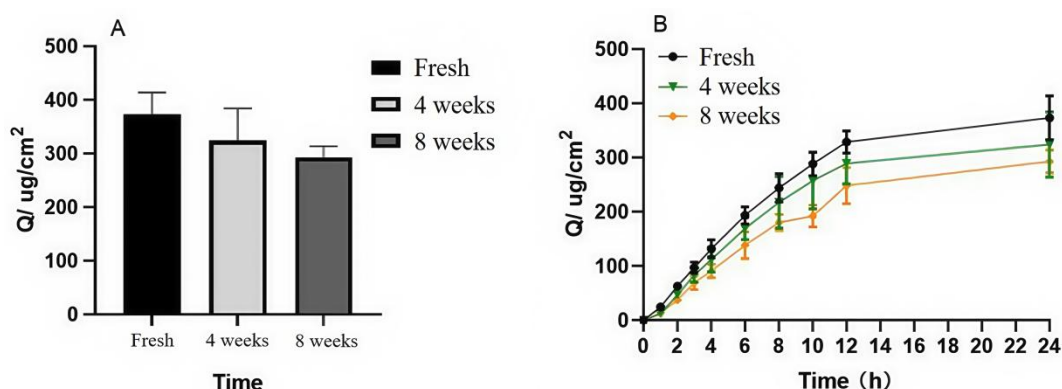 A
500
400
300
200
100
0
Q/ ug/cm²
Fresh
4 weeks
8 weeks
Fresh 4 weeks 8 weeks
Time
B
500
400
300
200
100
0
Q/ ug/cm²
Fresh
4 weeks
8 weeks
0 2 4 6 8 10 12 14 16 18 20 22 24
Time (h)